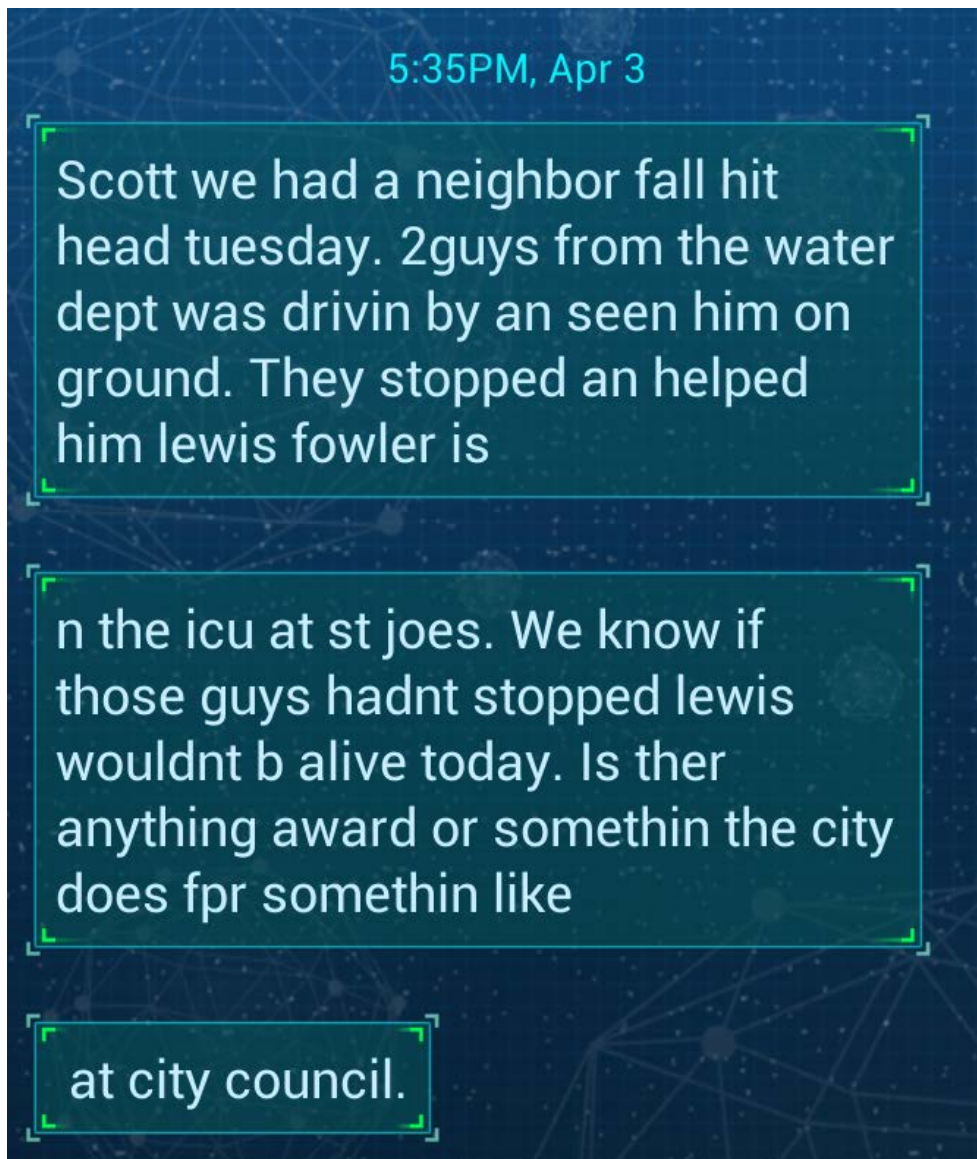 5:35PM, Apr 3
Scott we had a neighbor fall hit
head tuesday. 2guys from the water
dept was drivin by an seen him on
ground. They stopped an helped
him lewis fowler is
n the icu at st joes. We know if
those guys hadnt stopped lewis
wouldnt b alive today. Is ther
anything award or somethin the city
does fpr somethin like
at city council.